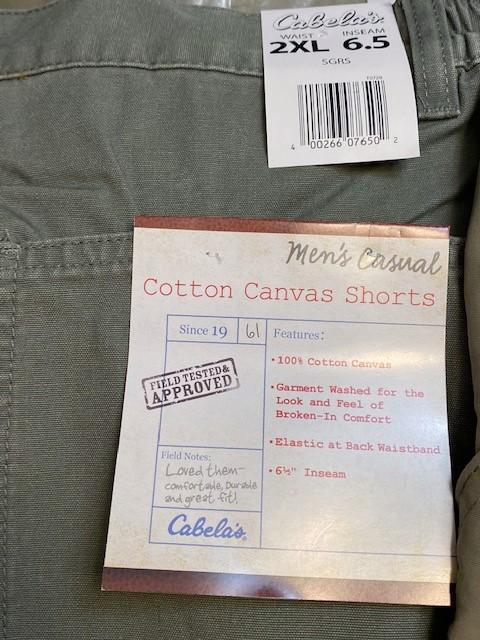 Cabela's
WAIST INSEAM
2XL 6.5
SGRS
4 00266 07650 2
Men's Casual
Cotton Canvas Shorts
Since 19 61
Features:
•100% Cotton Canvas
•Garment Washed for the
Look and Feel of
Broken-In Comfort
•Elastic at Back Waistband
•6½" Inseam
FIELD TESTED &
APPROVED
Field Notes:
Loved them-
comfortable, Durable
and great fit!
Cabela's